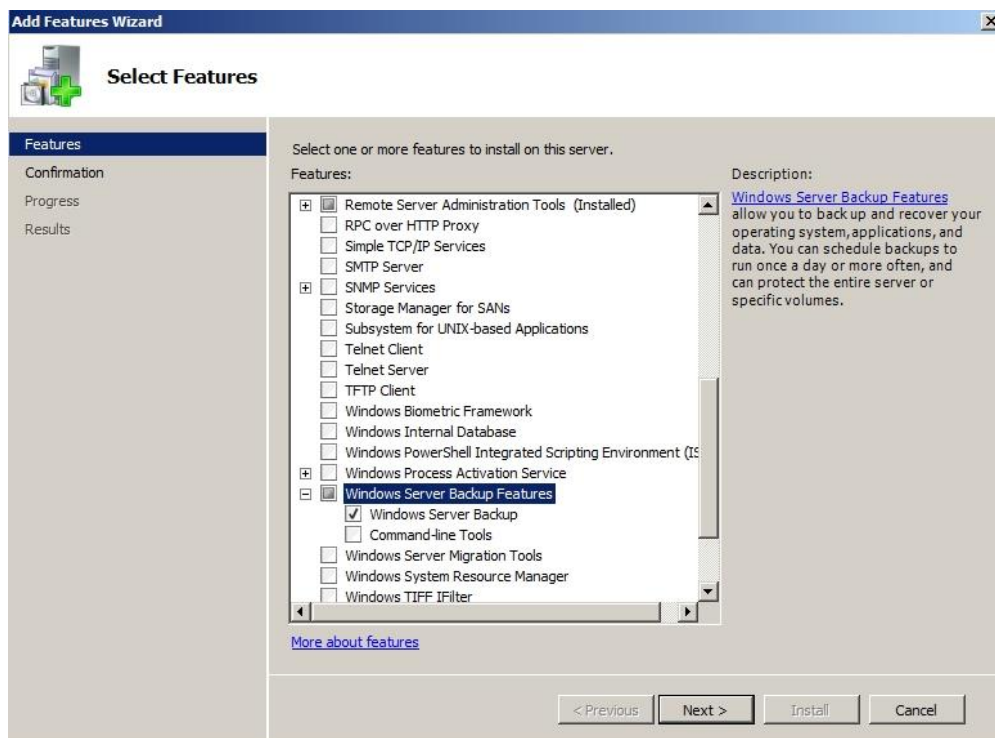 Add Features Wizard
Select Features
Features
Confirmation
Progress
Results
Select one or more features to install on this server.
Features:
Remote Server Administration Tools (Installed)
RPC over HTTP Proxy
Simple TCP/IP Services
SMTP Server
SNMP Services
Storage Manager for SANs
Subsystem for UNIX-based Applications
Telnet Client
Telnet Server
TFTP Client
Windows Biometric Framework
Windows Internal Database
Windows PowerShell Integrated Scripting Environment (IS
Windows Process Activation Service
Windows Server Backup Features
Windows Server Backup
Command-line Tools
Windows Server Migration Tools
Windows System Resource Manager
Windows TIFF IFilter
More about features
Description:
Windows Server Backup Features
allow you to backup and recover your
operating system,applications, and
data. You can schedule backups to
run once a day or more often, and
can protect the entire server or
specific volumes.
< Previous
Next >
Install
Cancel